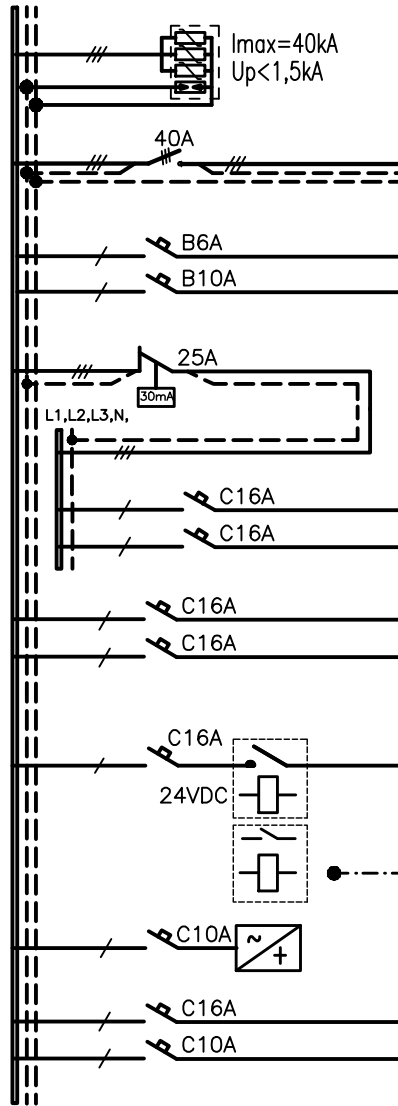 Imax=40kA
Up<1,5kA
40A
B6A
B10A
25A
30mA
L1,L2,L3,N,
C16A
C16A
C16A
C16A
C16A
24VDC
C10A
~
+
C16A
C10A